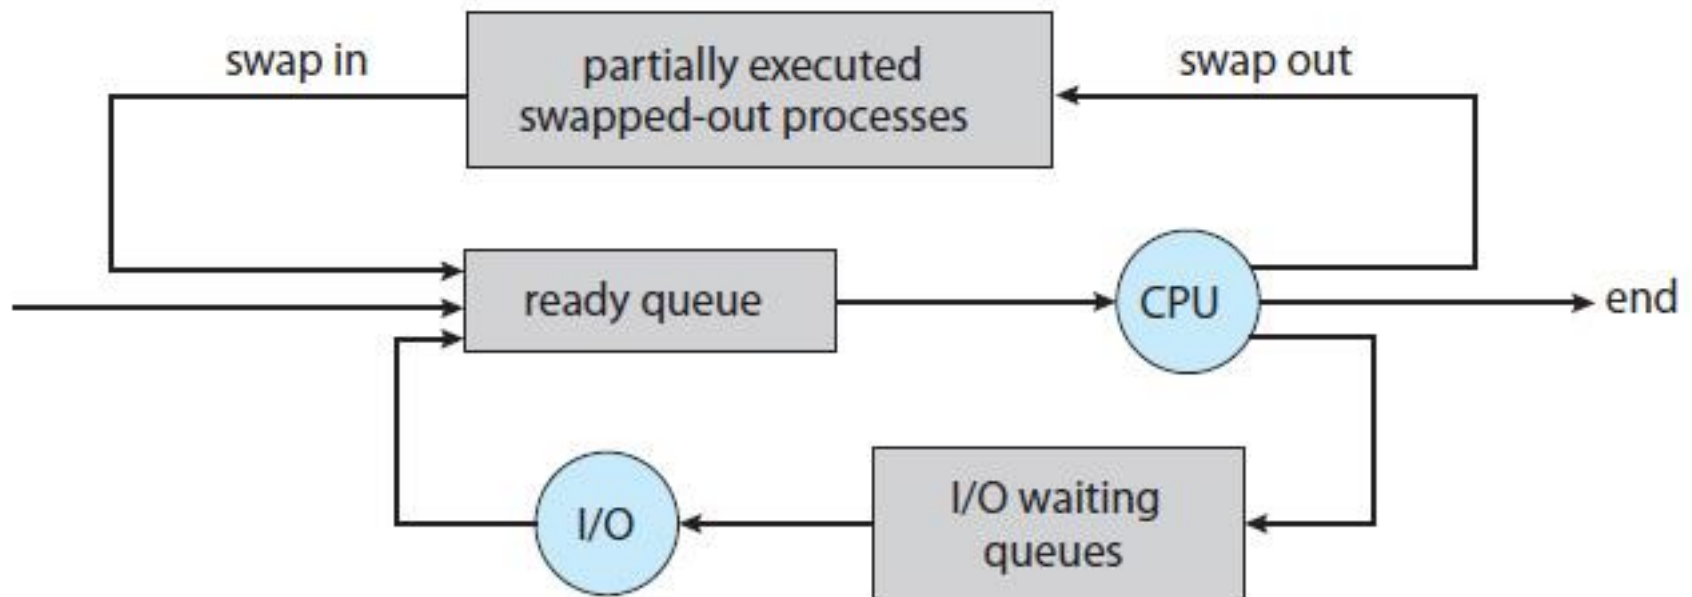 swap in
partially executed
swapped-out processes
swap out
ready queue
CPU
end
I/O
I/O waiting
queues